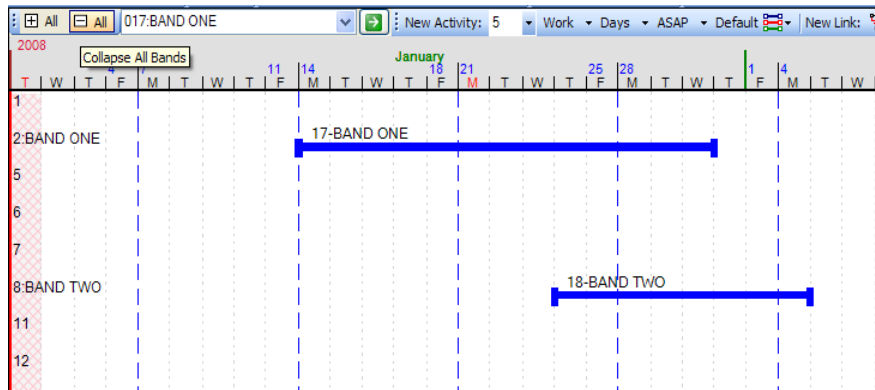 All All 017:BAND ONE New Activity: 5 Work Days ASAP Default New Link:
2008
Collapse All Bands
January
4 7 11 14 18 21 25 28 1 4
T W T F M T W T F M T W T F M T W T F M T W T F M T W
1
2:BAND ONE 17-BAND ONE
5
6
7
8:BAND TWO 18-BAND TWO
11
12